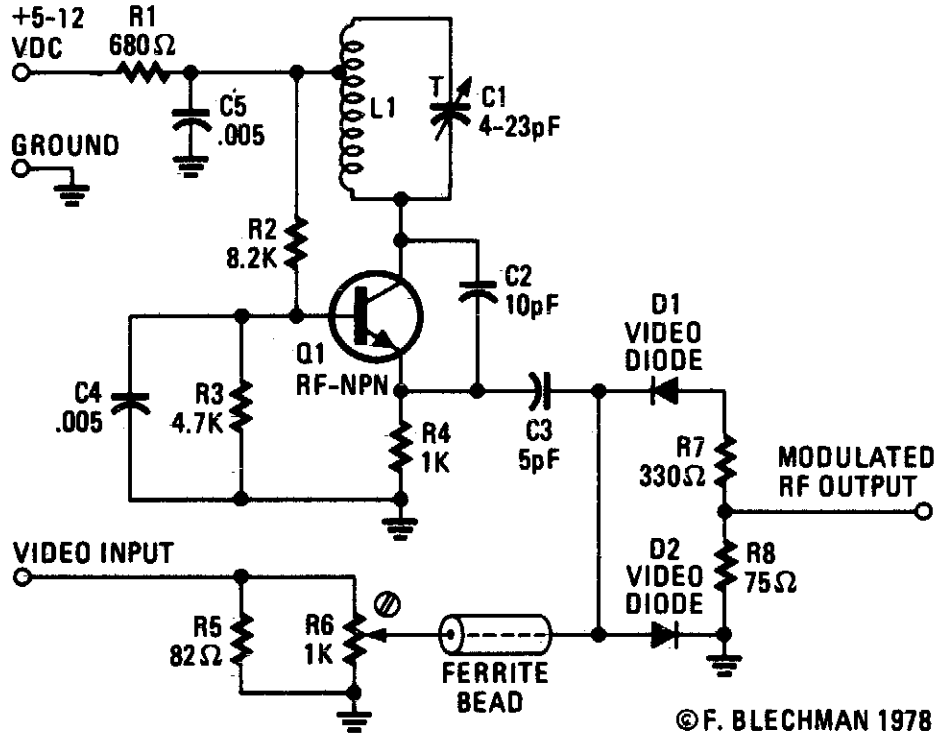 +5-12
VDC
R1
680Ω
C5
.005
GROUND
L1
T
C1
4-23pF
R2
8.2K
C2
10pF
Q1
RF-NPN
D1
VIDEO
DIODE
C4
.005
R3
4.7K
R4
1K
C3
5pF
R7
330Ω
MODULATED
RF OUTPUT
VIDEO INPUT
D2
VIDEO
DIODE
R8
75Ω
R5
82Ω
R6
1K
FERRITE
BEAD
©F. BLECHMAN 1978